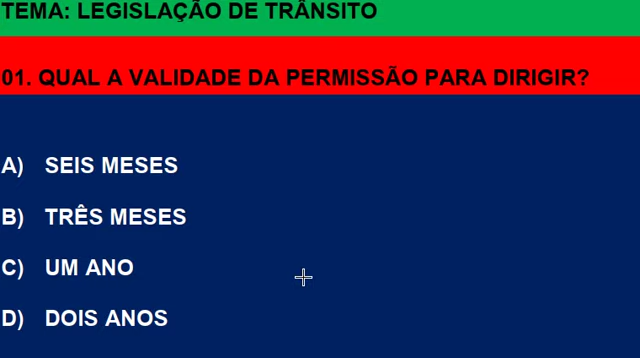 TEMA: LEGISLAÇÃO DE TRÂNSITO
01. QUAL A VALIDADE DA PERMISSÃO PARA DIRIGIR?
A) SEIS MESES
B) TRÊS MESES
C) UM ANO
D) DOIS ANOS